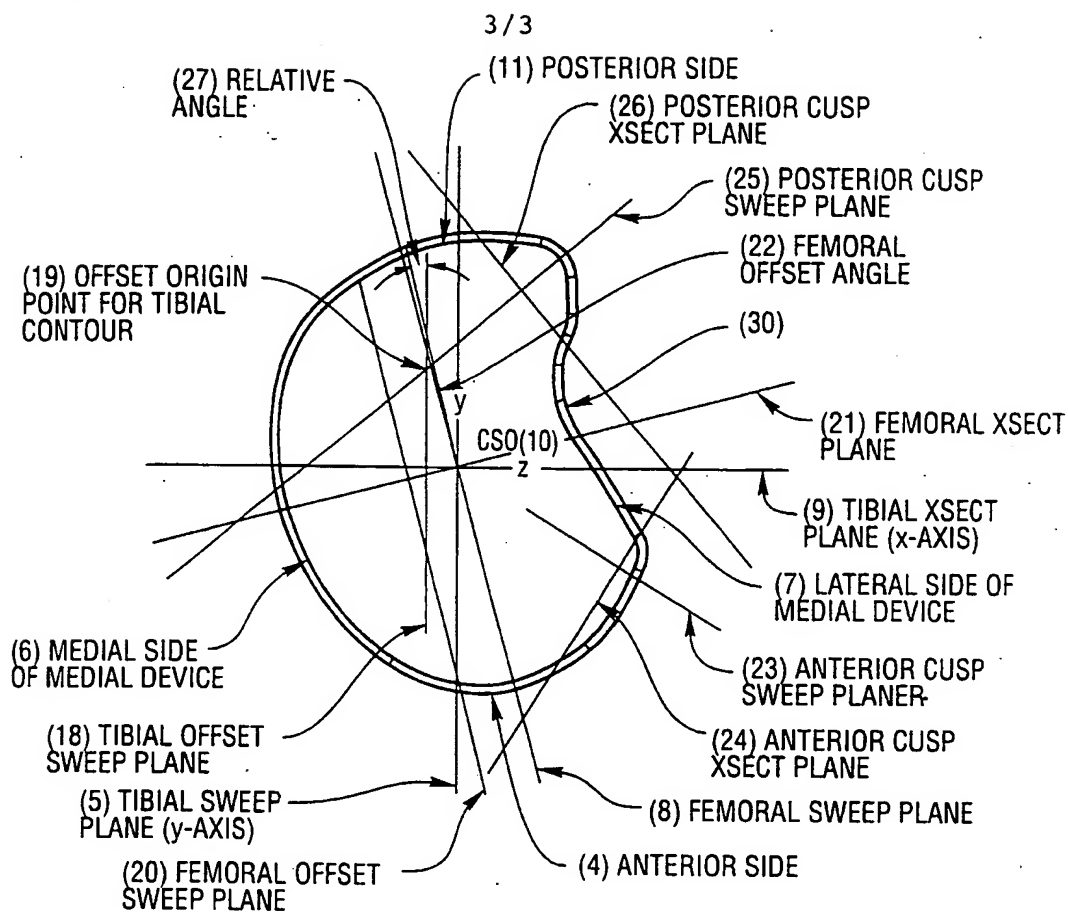 3/3
(27) RELATIVE
ANGLE
(11) POSTERIOR SIDE
(26) POSTERIOR CUSP
XSECT PLANE
(25) POSTERIOR CUSP
SWEEP PLANE
(22) FEMORAL
OFFSET ANGLE
(19) OFFSET ORIGIN
POINT FOR TIBIAL
CONTOUR
(30)
y
CSO(10)
z
(21) FEMORAL XSECT
PLANE
(9) TIBIAL XSECT
PLANE (x-AXIS)
(7) LATERAL SIDE OF
MEDIAL DEVICE
(6) MEDIAL SIDE
OF MEDIAL DEVICE
(23) ANTERIOR CUSP
SWEEP PLANER
(18) TIBIAL OFFSET
SWEEP PLANE
(24) ANTERIOR CUSP
XSECT PLANE
(5) TIBIAL SWEEP
PLANE (y-AXIS)
(8) FEMORAL SWEEP PLANE
(20) FEMORAL OFFSET
SWEEP PLANE
(4) ANTERIOR SIDE